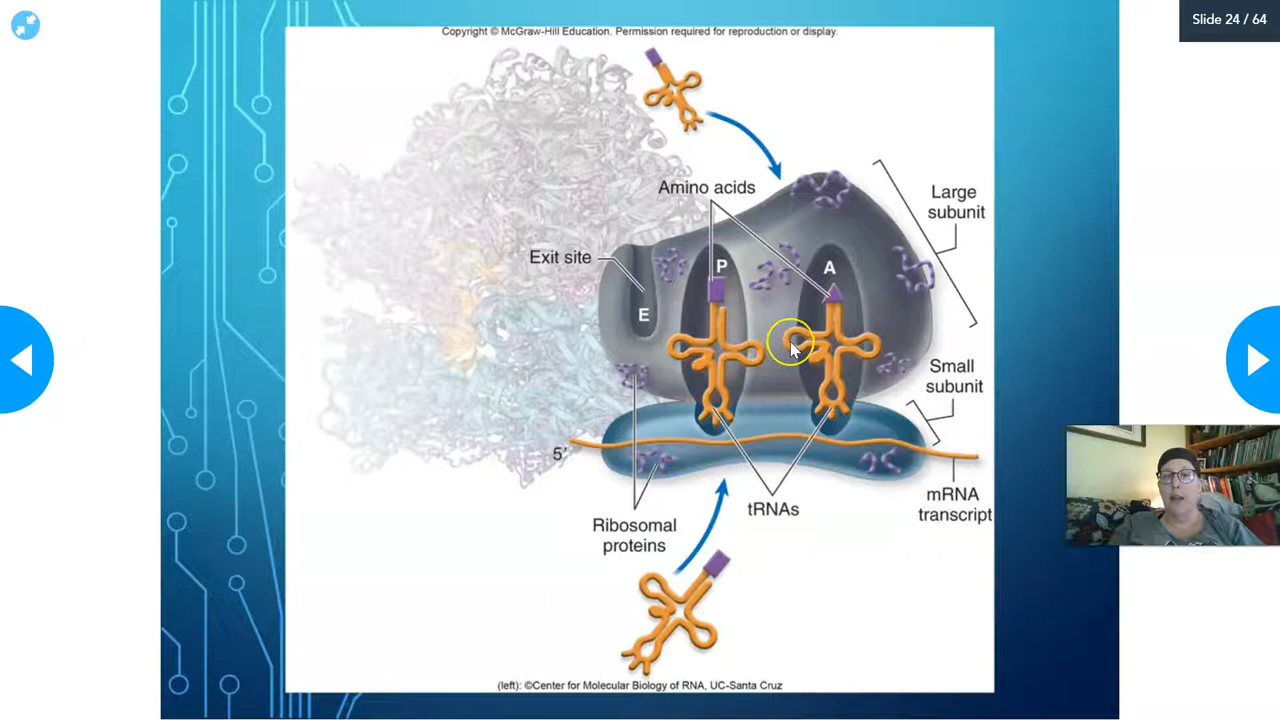 Slide 24 / 64
Copyright © McGraw-Hill Education. Permission required for reproduction or display.
Amino acids
Large
subunit
Exit site
P
A
E
Small
subunit
5′
mRNA
transcript
tRNAs
Ribosomal
proteins
(left): ©Center for Molecular Biology of RNA, UC-Santa Cruz